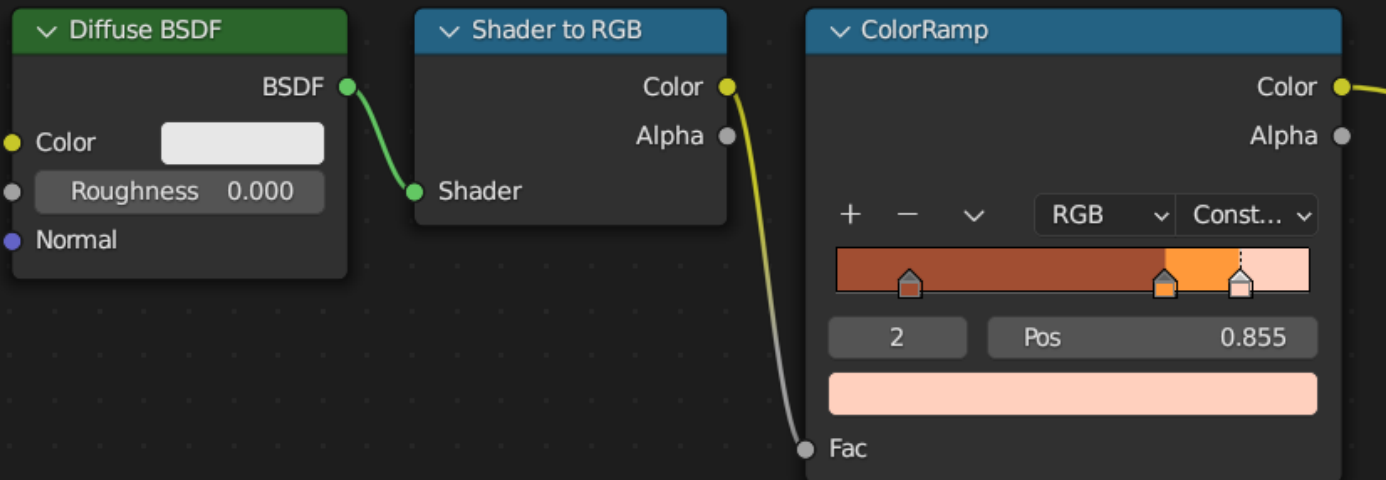 Diffuse BSDF
BSDF
Color
Roughness 0.000
Normal
Shader to RGB
Color
Alpha
Shader
ColorRamp
Color
Alpha
+ − RGB Const...
2 Pos 0.855
Fac